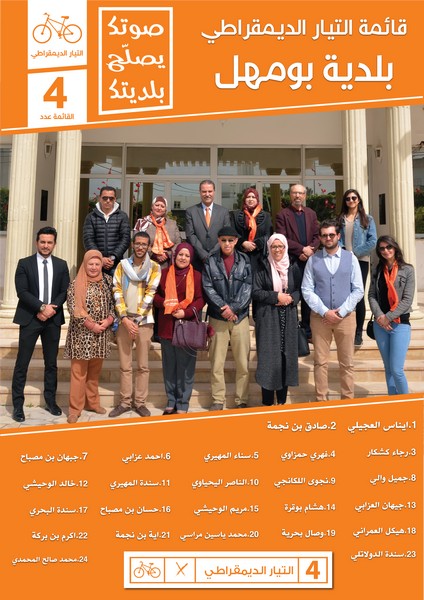 قائمة التيار الديمقراطي
بلدية بومهل
صوتك
يصلّح
بلديتك
التيار الديمقراطي
4
القائمة عدد
1.ايناس العجيلي 2.صادق بن نجمة
3.رجاء كشكار 4.فهري حمزاوي 5.سناء المهيري 6.احمد عزابي 7.جيهان بن مصباح
8.جميل والي 9.نجوى اللكانجي 10.الناصر اليحياوي 11.سندة المهيري 12.خالد الوحيشي
13.جيهان العزابي 14.هشام بوقرة 15.مريم الوحيشي 16.حسان بن مصباح 17.سندة البحري
18.هيكل العمراني 19.وصال بحرية 20.محمد ياسين مراسي 21.آية بن نجمة 22.اكرم بن بركة
23.سندة الدولاتلي 24.محمد صالح المحمدي
4 التيار الديمقراطي